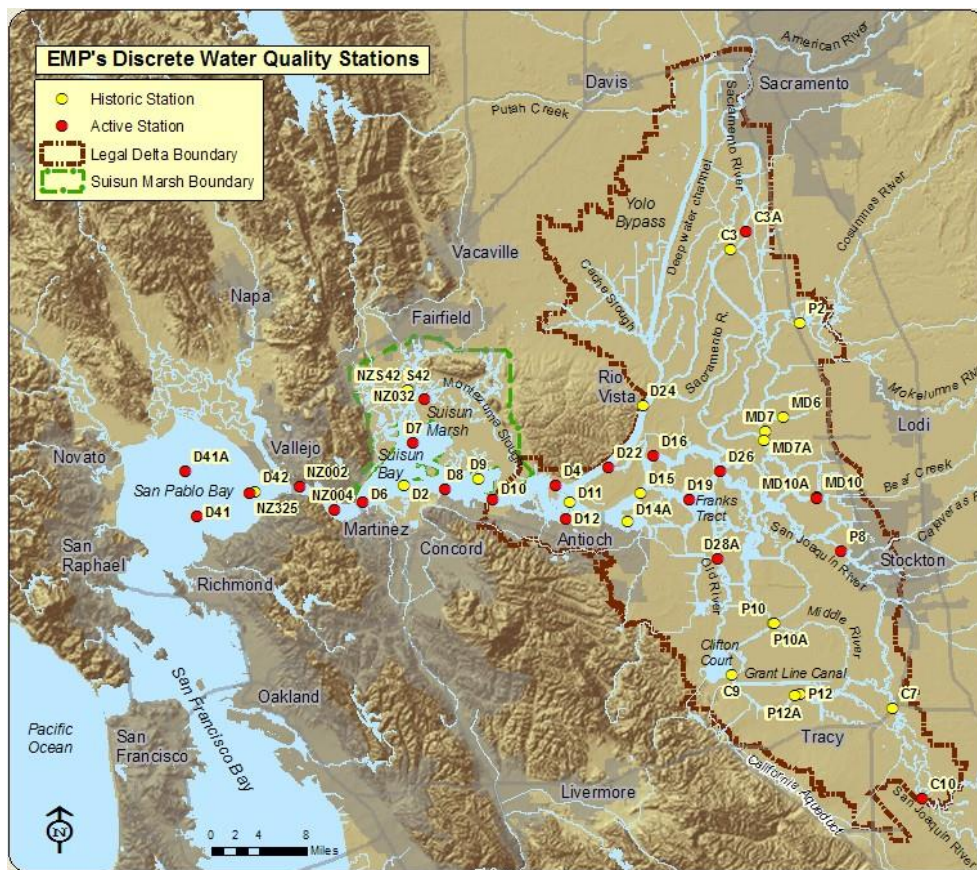 EMP's Discrete Water Quality Stations
Historic Station
Active Station
Legal Delta Boundary
Suisun Marsh Boundary
American River
Davis
Sacramento
Putah Creek
Sacramento River
Deep water channel
Yolo
Bypass
C3A
C3
Cosumnes River
Vacaville
Cache Slough
Napa
Fairfield
P2
Sacramento R.
NZS42
S42
NZ032
Montezuma Slough
Suisun
Marsh
Rio
Vista
D24
Mokelumne River
MD6
MD7
MD7A
Lodi
D7
Suisun
Bay
Vallejo
Novato
D41A
D42
NZ002
San Pablo Bay
NZ004
NZ325
D41
D6
D2
D8
D9
D10
D4
D22
D16
D15
D26
D19
Franks
Tract
MD10A
MD10
Bear Creek
Calaveras River
D11
D12
D14A
Martinez
Concord
Antioch
San
Raphael
Richmond
D28A
Old River
San Joaquin River
P8
Stockton
P10
P10A
Middle River
Clifton
Court
Grant Line Canal
C9
P12
P12A
C7
Tracy
Oakland
San Francisco Bay
Pacific
Ocean
San
Francisco
Livermore
California Aqueduct
C10
San Joaquin River
N
0 2 4 8
Miles